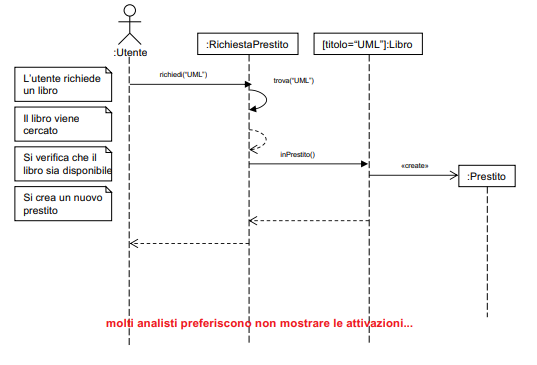 :Utente
:RichiestaPrestito
[titolo=“UML”]:Libro
L’utente richiede
un libro
richiedi(“UML”)
trova(“UML”)
Il libro viene
cercato
Si verifica che il
libro sia disponibile
inPrestito()
«create»
:Prestito
Si crea un nuovo
prestito
molti analisti preferiscono non mostrare le attivazioni...